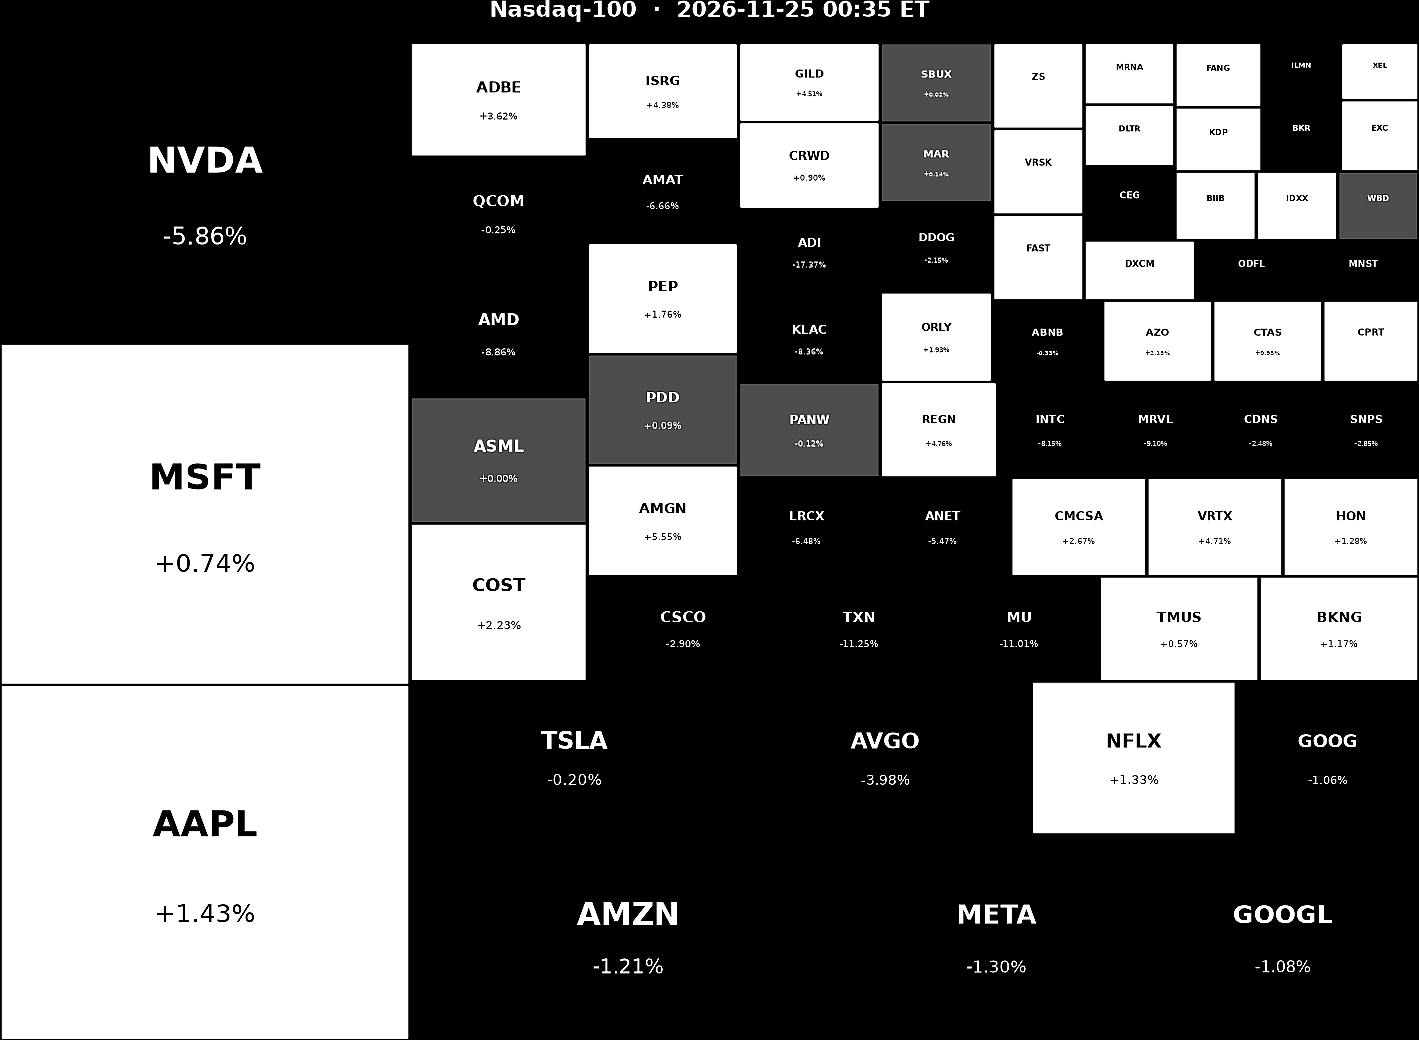 Nasdaq-100 · 2026-11-25 00:35 ET
NVDA
-5.86%
MSFT
+0.74%
AAPL
+1.43%
ADBE
+3.62%
QCOM
-0.25%
AMD
-8.86%
ASML
+0.00%
COST
+2.23%
ISRG
+4.38%
AMAT
-6.66%
PEP
+1.76%
PDD
+0.09%
AMGN
+5.55%
GILD
+4.51%
CRWD
+0.90%
ADI
-17.37%
KLAC
-8.36%
PANW
-0.12%
SBUX
+0.02%
MAR
+0.14%
DDOG
-2.15%
ORLY
+1.93%
REGN
+4.76%
ZS
VRSK
FAST
MRNA
DLTR
CEG
FANG
KDP
ILMN
BKR
XEL
EXC
BIIB
IDXX
WBD
DXCM
ODFL
MNST
ABNB
-0.33%
AZO
+2.15%
CTAS
+0.55%
CPRT
INTC
-8.15%
MRVL
-9.10%
CDNS
-2.48%
SNPS
-2.85%
LRCX
-6.48%
ANET
-5.47%
CMCSA
+2.67%
VRTX
+4.71%
HON
+1.28%
CSCO
-2.90%
TXN
-11.25%
MU
-11.01%
TMUS
+0.57%
BKNG
+1.17%
TSLA
-0.20%
AVGO
-3.98%
NFLX
+1.33%
GOOG
-1.06%
AMZN
-1.21%
META
-1.30%
GOOGL
-1.08%